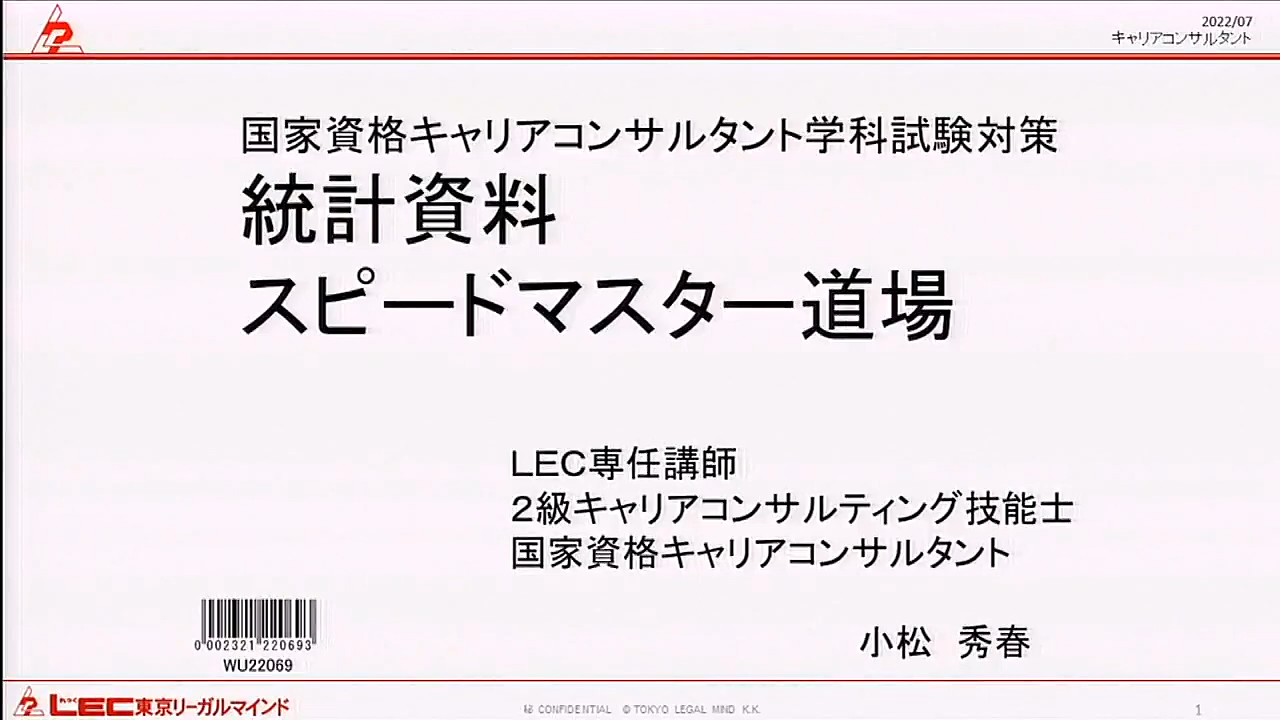 2022/07
キャリアコンサルタント
国家資格キャリアコンサルタント学科試験対策
統計資料
スピードマスター道場
LEC専任講師
２級キャリアコンサルティング技能士
国家資格キャリアコンサルタント
小松　秀春
0 002321 220693
WU22069
LEC東京リーガルマインド
㊙ CONFIDENTIAL © TOKYO LEGAL MIND K.K.
1